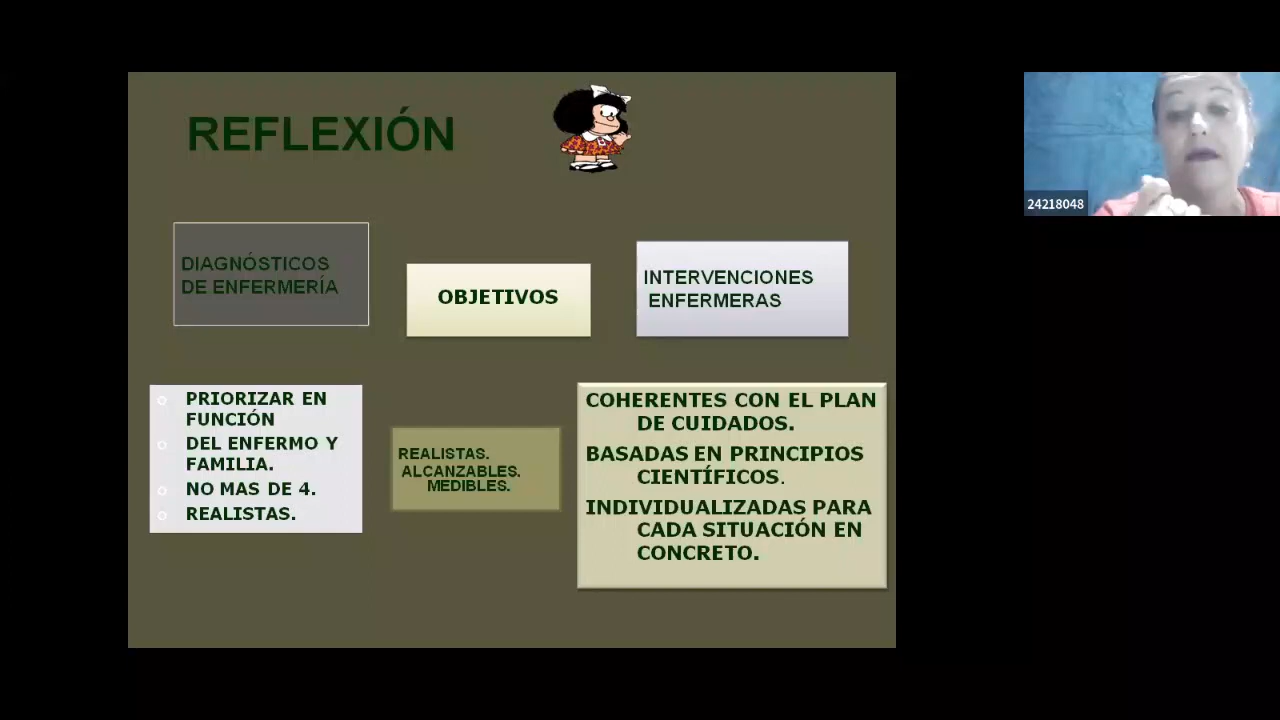 REFLEXIÓN
24218048
DIAGNÓSTICOS
DE ENFERMERÍA
OBJETIVOS
INTERVENCIONES
ENFERMERAS
PRIORIZAR EN
FUNCIÓN
DEL ENFERMO Y
FAMILIA.
NO MAS DE 4.
REALISTAS.
REALISTAS.
ALCANZABLES.
MEDIBLES.
COHERENTES CON EL PLAN
DE CUIDADOS.
BASADAS EN PRINCIPIOS
CIENTÍFICOS.
INDIVIDUALIZADAS PARA
CADA SITUACIÓN EN
CONCRETO.